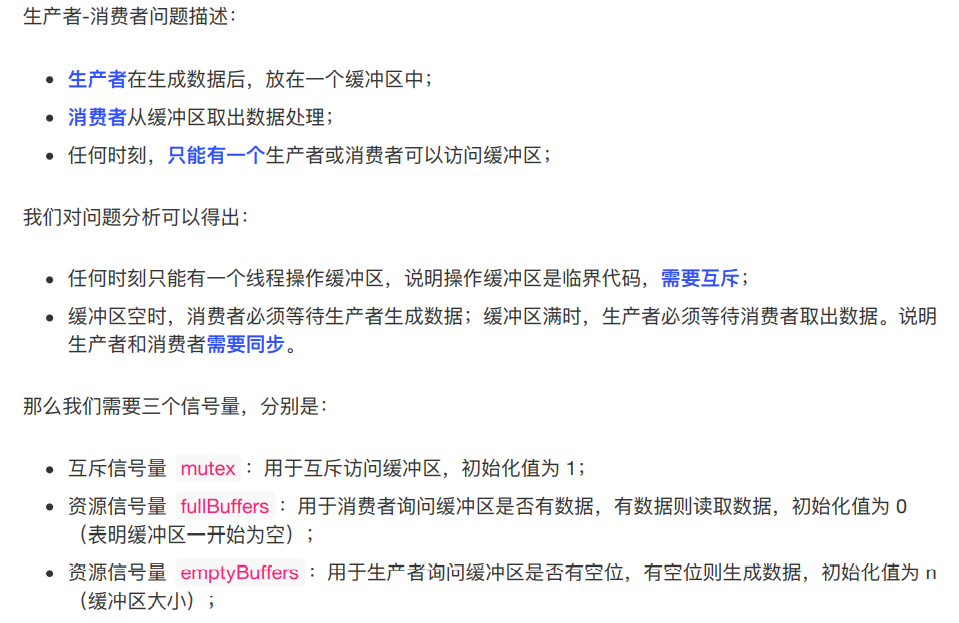 生产者-消费者问题描述：
生产者在生成数据后，放在一个缓冲区中；
消费者从缓冲区取出数据处理；
任何时刻，只能有一个生产者或消费者可以访问缓冲区；
我们对问题分析可以得出：
任何时刻只能有一个线程操作缓冲区，说明操作缓冲区是临界代码，需要互斥；
缓冲区空时，消费者必须等待生产者生成数据；缓冲区满时，生产者必须等待消费者取出数据。说明
生产者和消费者需要同步。
那么我们需要三个信号量，分别是：
互斥信号量 mutex ：用于互斥访问缓冲区，初始化值为 1；
资源信号量 fullBuffers ：用于消费者询问缓冲区是否有数据，有数据则读取数据，初始化值为 0
（表明缓冲区一开始为空）；
资源信号量 emptyBuffers ：用于生产者询问缓冲区是否有空位，有空位则生成数据，初始化值为 n
（缓冲区大小）；